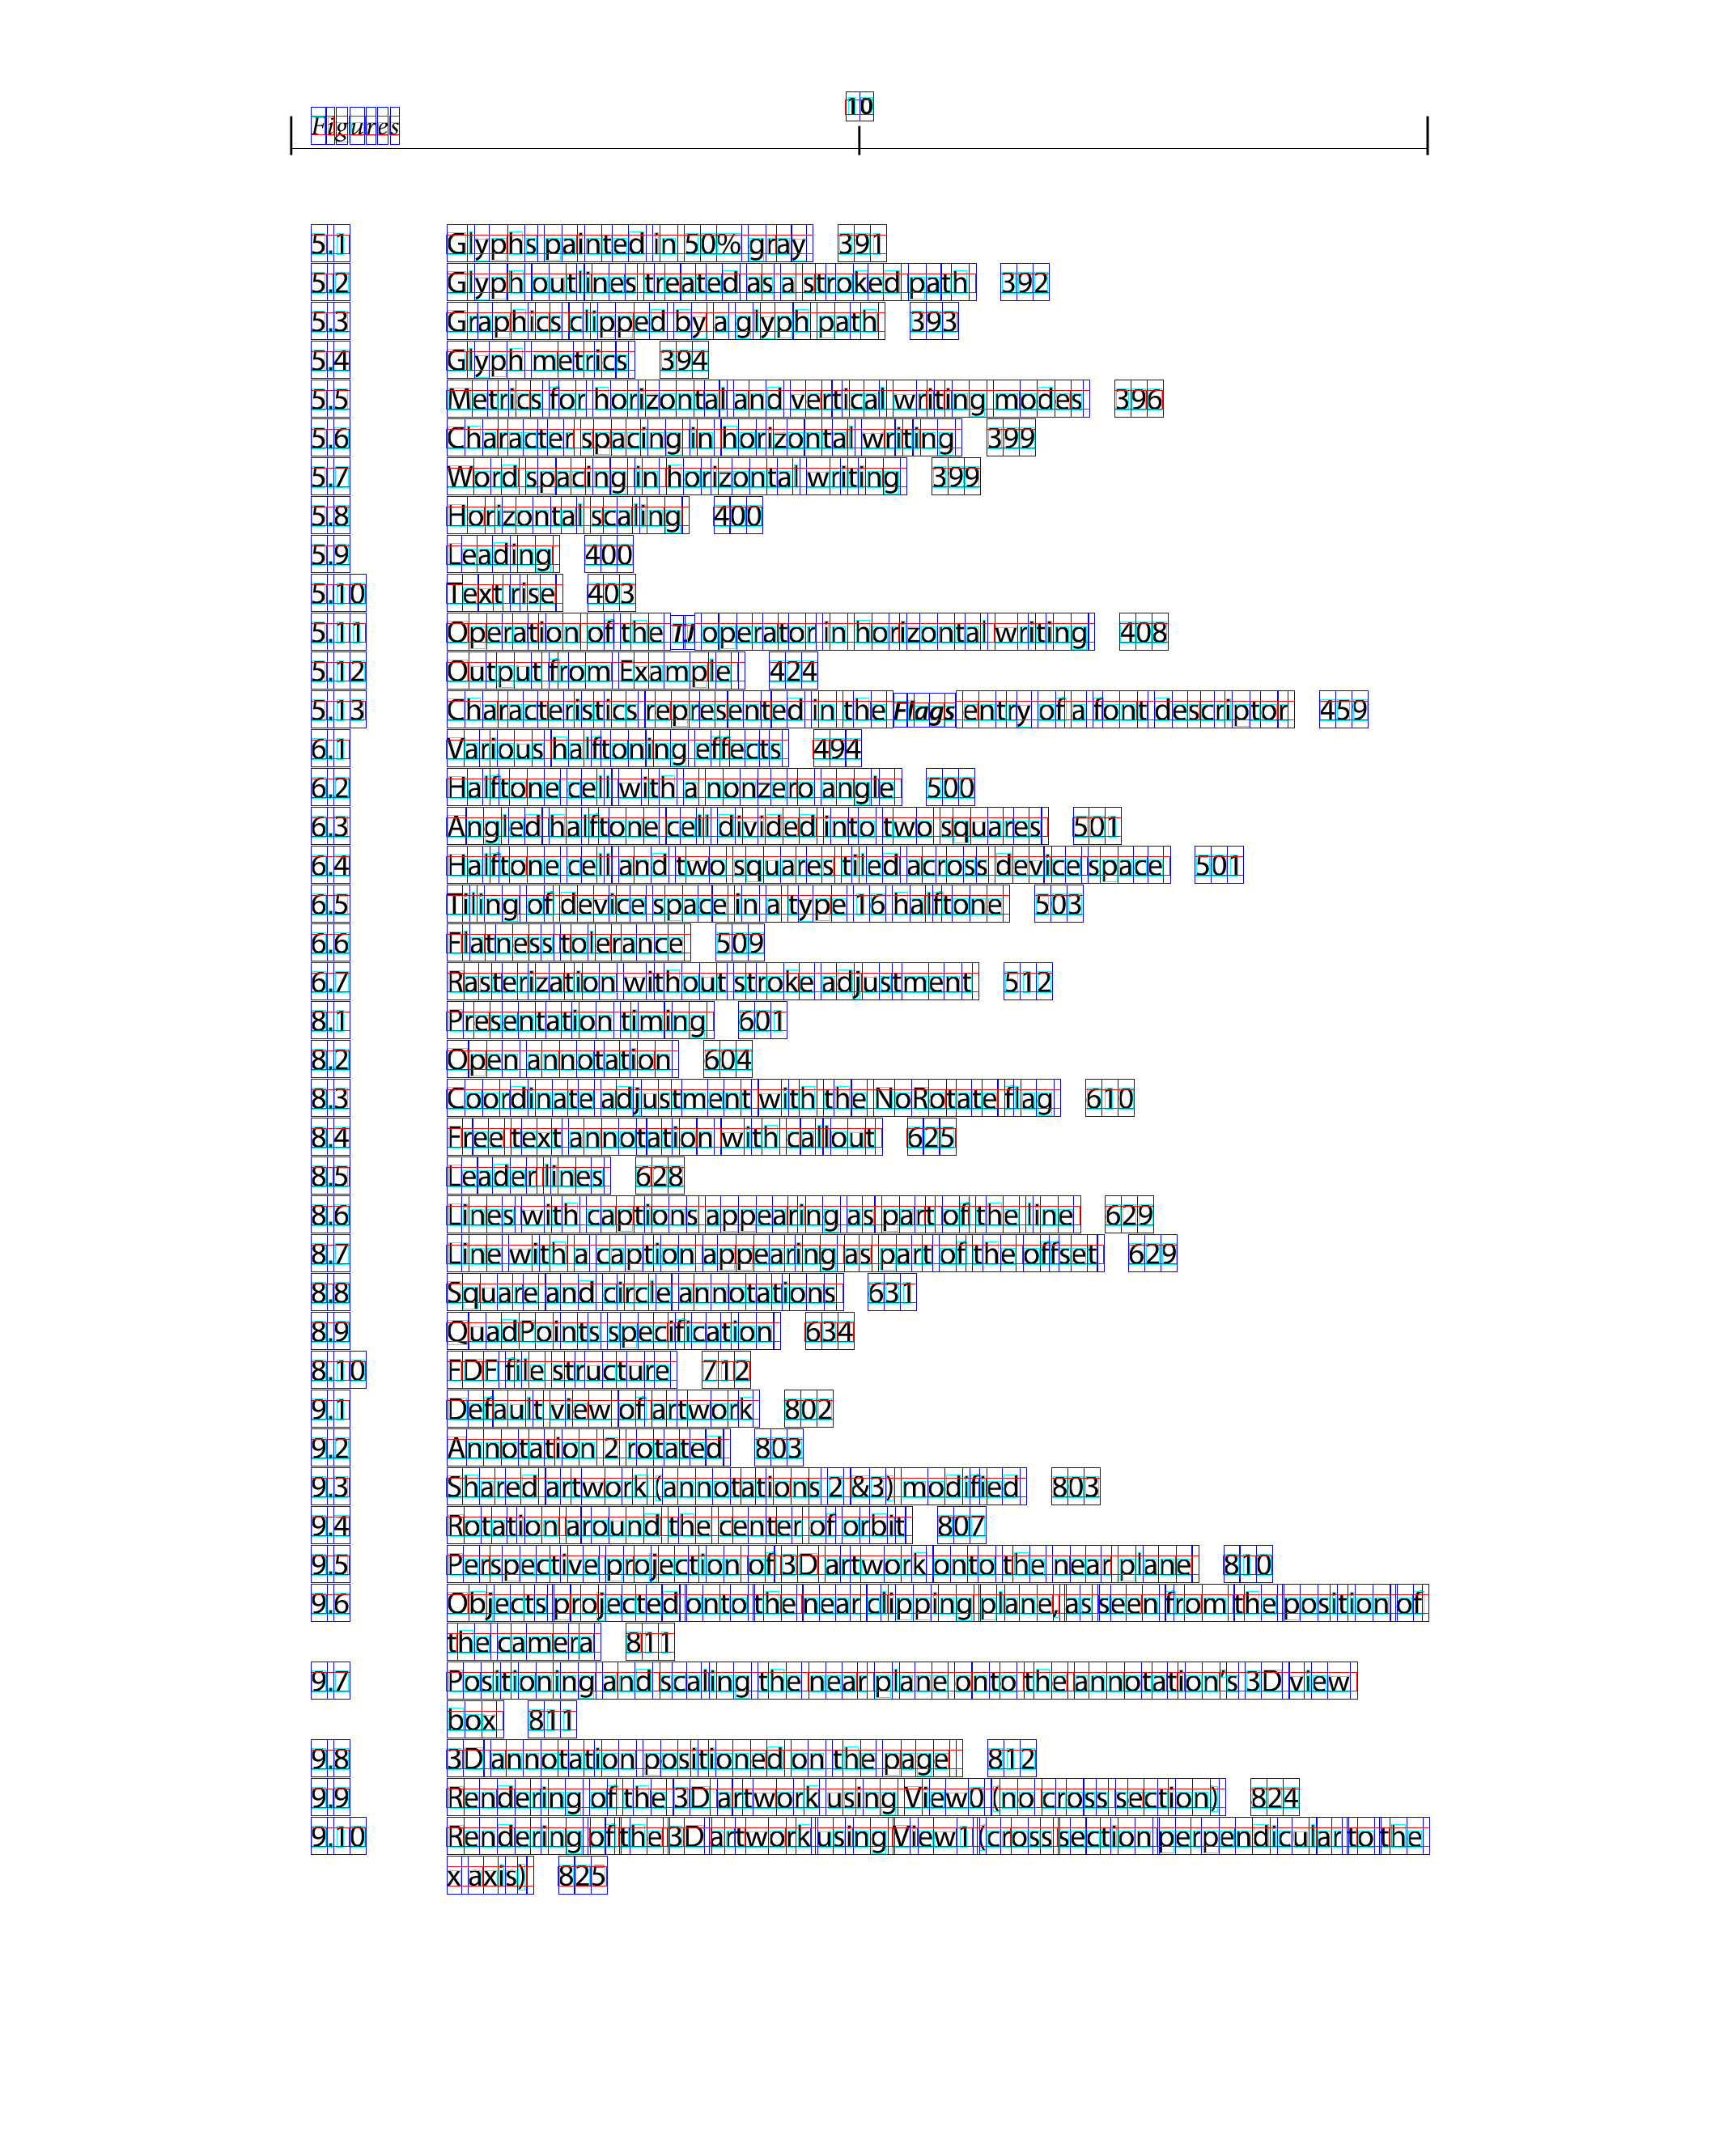 10
Figures
5.1 Glyphs painted in 50% gray 391
5.2 Glyph outlines treated as a stroked path 392
5.3 Graphics clipped by a glyph path 393
5.4 Glyph metrics 394
5.5 Metrics for horizontal and vertical writing modes 396
5.6 Character spacing in horizontal writing 399
5.7 Word spacing in horizontal writing 399
5.8 Horizontal scaling 400
5.9 Leading 400
5.10 Text rise 403
5.11 Operation of the TJ operator in horizontal writing 408
5.12 Output from Example 424
5.13 Characteristics represented in the Flags entry of a font descriptor 459
6.1 Various halftoning effects 494
6.2 Halftone cell with a nonzero angle 500
6.3 Angled halftone cell divided into two squares 501
6.4 Halftone cell and two squares tiled across device space 501
6.5 Tiling of device space in a type 16 halftone 503
6.6 Flatness tolerance 509
6.7 Rasterization without stroke adjustment 512
8.1 Presentation timing 601
8.2 Open annotation 604
8.3 Coordinate adjustment with the NoRotate flag 610
8.4 Free text annotation with callout 625
8.5 Leader lines 628
8.6 Lines with captions appearing as part of the line 629
8.7 Line with a caption appearing as part of the offset 629
8.8 Square and circle annotations 631
8.9 QuadPoints specification 634
8.10 FDF file structure 712
9.1 Default view of artwork 802
9.2 Annotation 2 rotated 803
9.3 Shared artwork (annotations 2 &3) modified 803
9.4 Rotation around the center of orbit 807
9.5 Perspective projection of 3D artwork onto the near plane 810
9.6 Objects projected onto the near clipping plane, as seen from the position of
the camera 811
9.7 Positioning and scaling the near plane onto the annotation’s 3D view
box 811
9.8 3D annotation positioned on the page 812
9.9 Rendering of the 3D artwork using View0 (no cross section) 824
9.10 Rendering of the 3D artwork using View1 (cross section perpendicular to the
x axis) 825